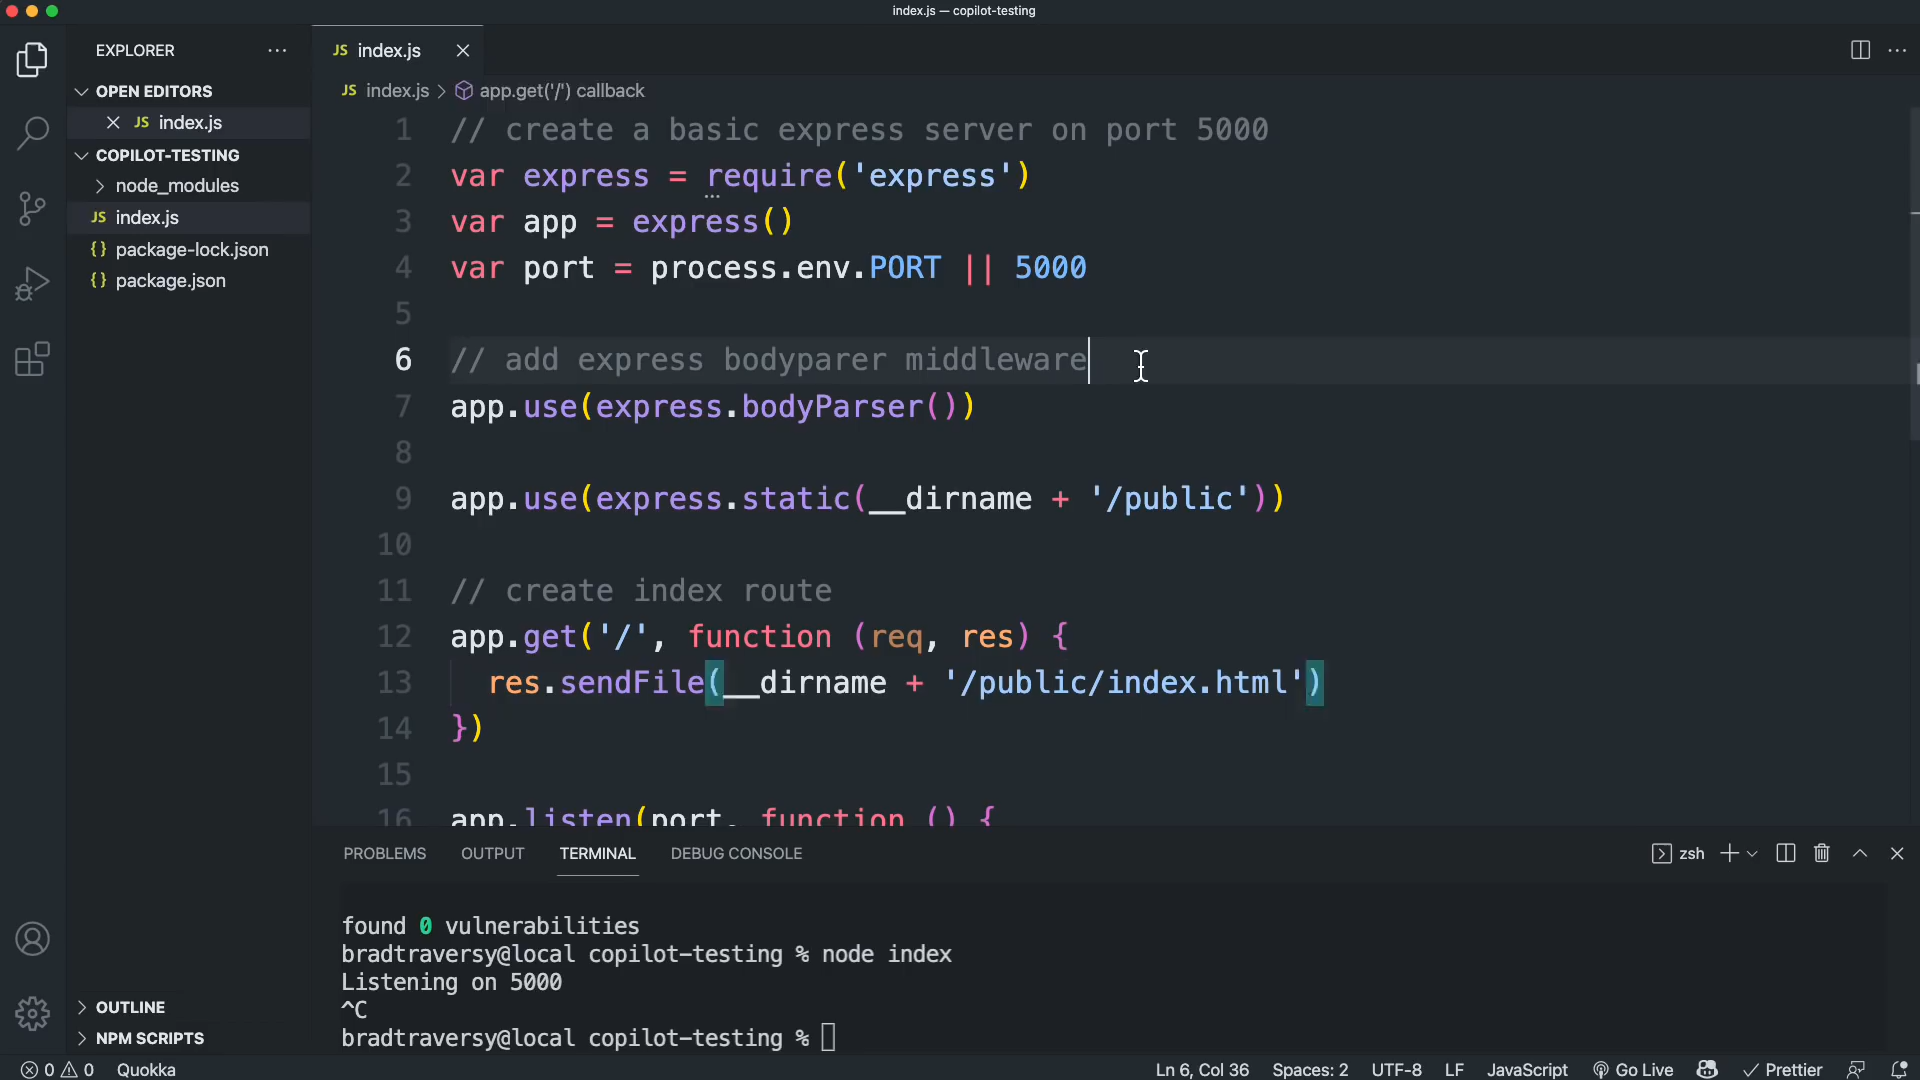 index.js — copilot-testing
EXPLORER
JS index.js
JS index.js > app.get('/') callback
OPEN EDITORS
JS index.js
COPILOT-TESTING
node_modules
JS index.js
{} package-lock.json
{} package.json
1 // create a basic express server on port 5000
2 var express = require('express')
3 var app = express()
4 var port = process.env.PORT || 5000
5
6 // add express bodyparer middleware
7 app.use(express.bodyParser())
8
9 app.use(express.static(__dirname + '/public'))
10
11 // create index route
12 app.get('/', function (req, res) {
13 res.sendFile(__dirname + '/public/index.html')
14 })
15
16 app.listen(port, function () {
PROBLEMS OUTPUT TERMINAL DEBUG CONSOLE
zsh
found 0 vulnerabilities
bradtraversy@local copilot-testing % node index
Listening on 5000
^C
bradtraversy@local copilot-testing %
OUTLINE
NPM SCRIPTS
0 0 Quokka
Ln 6, Col 36 Spaces: 2 UTF-8 LF JavaScript Go Live Prettier